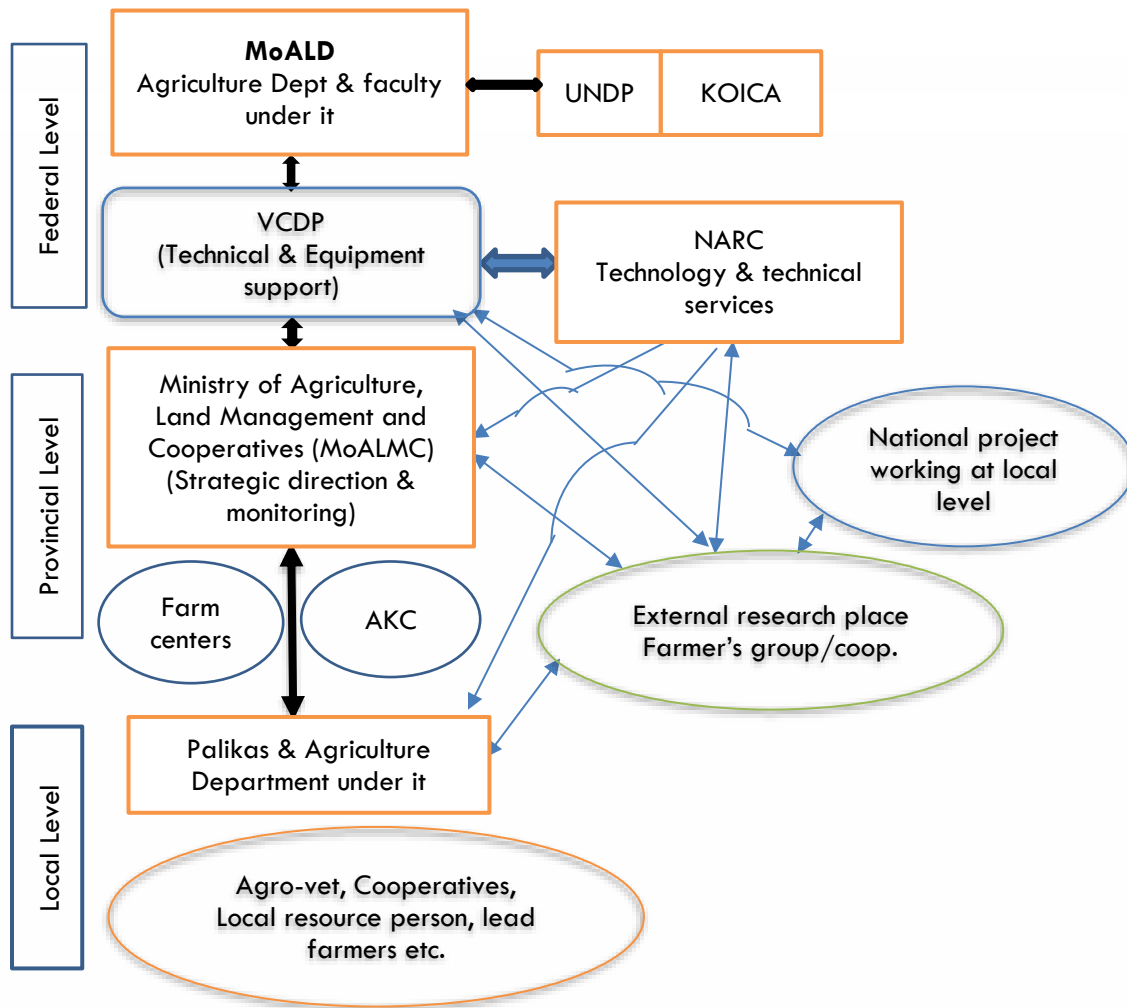 Federal Level
MoALD
Agriculture Dept & faculty
under it
UNDP
KOICA
VCDP
(Technical & Equipment
support)
NARC
Technology & technical
services
Provincial Level
Ministry of Agriculture,
Land Management and
Cooperatives (MoALMC)
(Strategic direction &
monitoring)
National project
working at local
level
Farm
centers
AKC
External research place
Farmer’s group/coop.
Local Level
Palikas & Agriculture
Department under it
Agro-vet, Cooperatives,
Local resource person, lead
farmers etc.